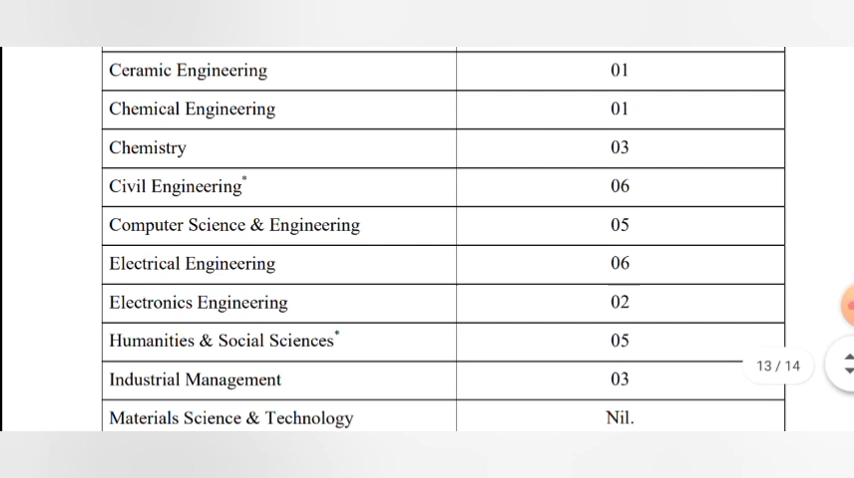 Ceramic Engineering 01
Chemical Engineering 01
Chemistry 03
Civil Engineering* 06
Computer Science & Engineering 05
Electrical Engineering 06
Electronics Engineering 02
Humanities & Social Sciences* 05
13 / 14
Industrial Management 03
Materials Science & Technology Nil.